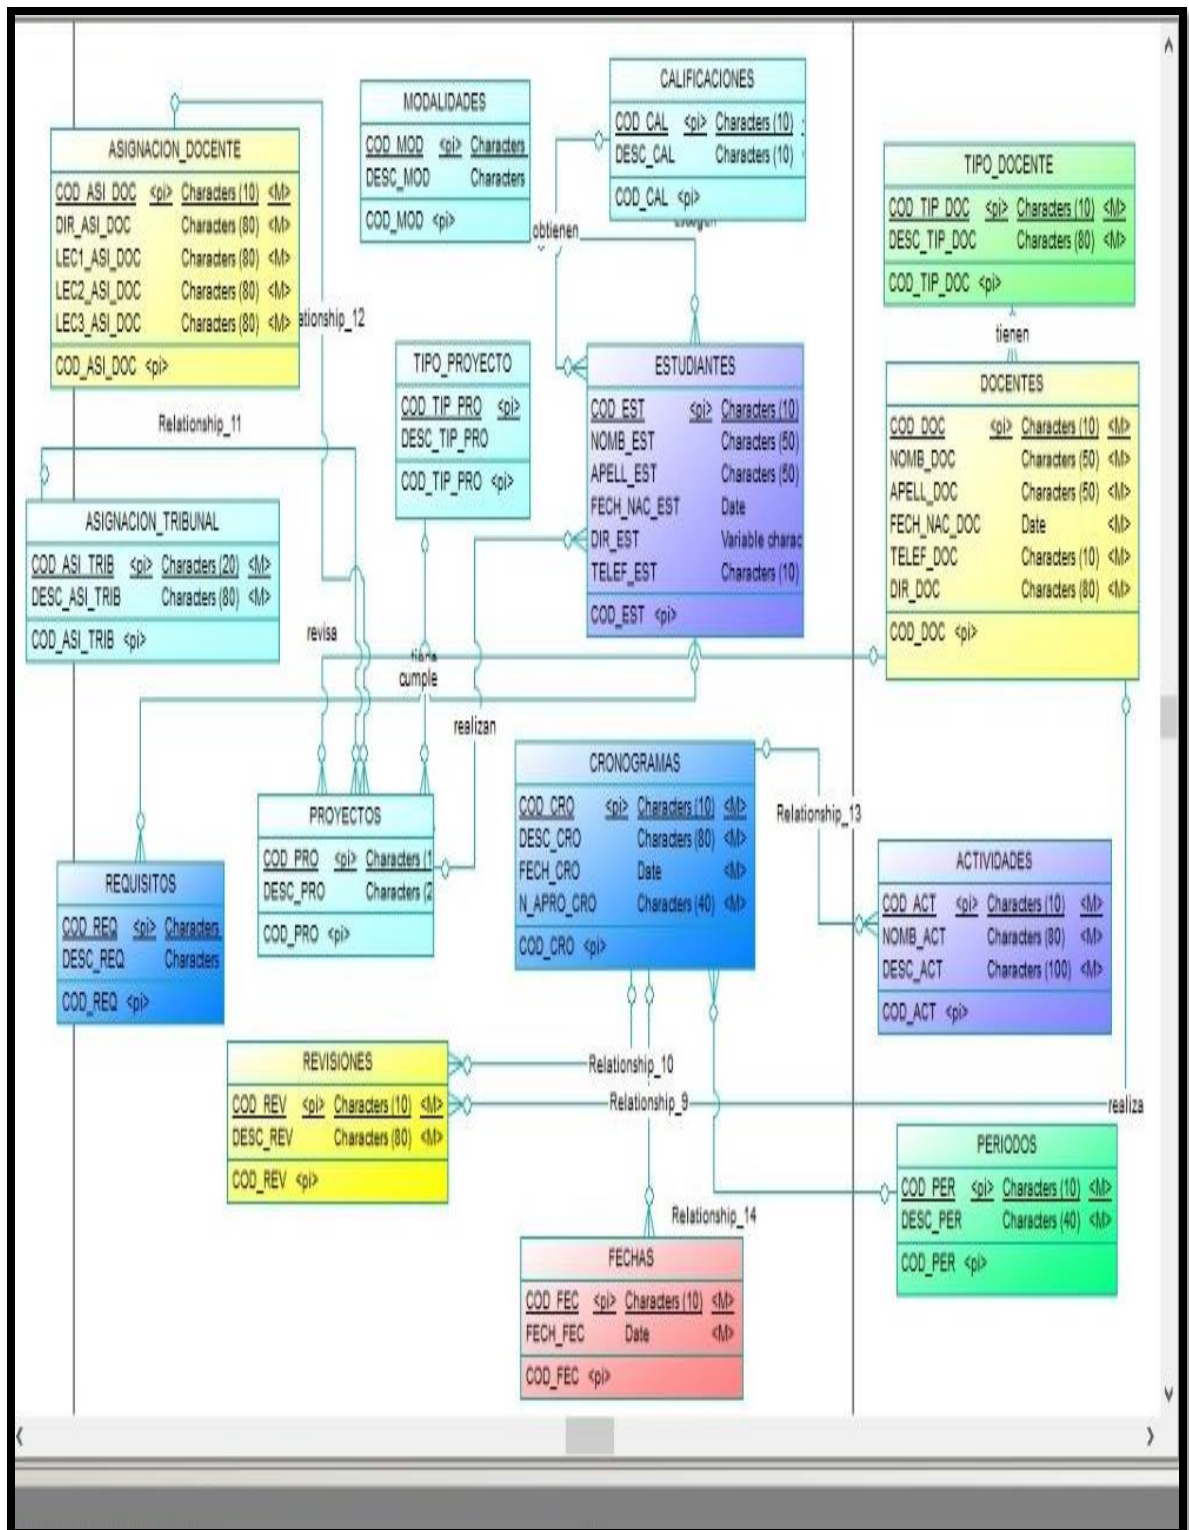 MODALIDADES
COD_MOD <pi> Characters
DESC_MOD Characters
COD_MOD <pi>
CALIFICACIONES
COD_CAL <pi> Characters (10)
DESC_CAL Characters (10)
COD_CAL <pi>
obtienen
ASIGNACION_DOCENTE
COD_ASI_DOC <pi> Characters (10) <M>
DIR_ASI_DOC Characters (80) <M>
LEC1_ASI_DOC Characters (80) <M>
LEC2_ASI_DOC Characters (80) <M>
LEC3_ASI_DOC Characters (80) <M>
COD_ASI_DOC <pi>
ationship_12
TIPO_DOCENTE
COD_TIP_DOC <pi> Characters (10) <M>
DESC_TIP_DOC Characters (80) <M>
COD_TIP_DOC <pi>
tienen
TIPO_PROYECTO
COD_TIP_PRO <pi>
DESC_TIP_PRO
COD_TIP_PRO <pi>
ESTUDIANTES
COD_EST <pi> Characters (10)
NOMB_EST Characters (50)
APELL_EST Characters (50)
FECH_NAC_EST Date
DIR_EST Variable charac
TELEF_EST Characters (10)
COD_EST <pi>
DOCENTES
COD_DOC <pi> Characters (10) <M>
NOMB_DOC Characters (50) <M>
APELL_DOC Characters (50) <M>
FECH_NAC_DOC Date <M>
TELEF_DOC Characters (10) <M>
DIR_DOC Characters (80) <M>
COD_DOC <pi>
Relationship_11
ASIGNACION_TRIBUNAL
COD_ASI_TRIB <pi> Characters (20) <M>
DESC_ASI_TRIB Characters (80) <M>
COD_ASI_TRIB <pi>
revisa
cumple
realizan
CRONOGRAMAS
COD_CRO <pi> Characters (10) <M>
DESC_CRO Characters (80) <M>
FECH_CRO Date <M>
N_APRO_CRO Characters (40) <M>
COD_CRO <pi>
Relationship_13
PROYECTOS
COD_PRO <pi> Characters (1
DESC_PRO Characters (2
COD_PRO <pi>
REQUISITOS
COD_REQ <pi> Characters
DESC_REQ Characters
COD_REQ <pi>
ACTIVIDADES
COD_ACT <pi> Characters (10) <M>
NOMB_ACT Characters (80) <M>
DESC_ACT Characters (100) <M>
COD_ACT <pi>
REVISIONES
COD_REV <pi> Characters (10) <M>
DESC_REV Characters (80) <M>
COD_REV <pi>
Relationship_10
Relationship_9
realiza
PERIODOS
COD_PER <pi> Characters (10) <M>
DESC_PER Characters (40) <M>
COD_PER <pi>
Relationship_14
FECHAS
COD_FEC <pi> Characters (10) <M>
FECH_FEC Date <M>
COD_FEC <pi>